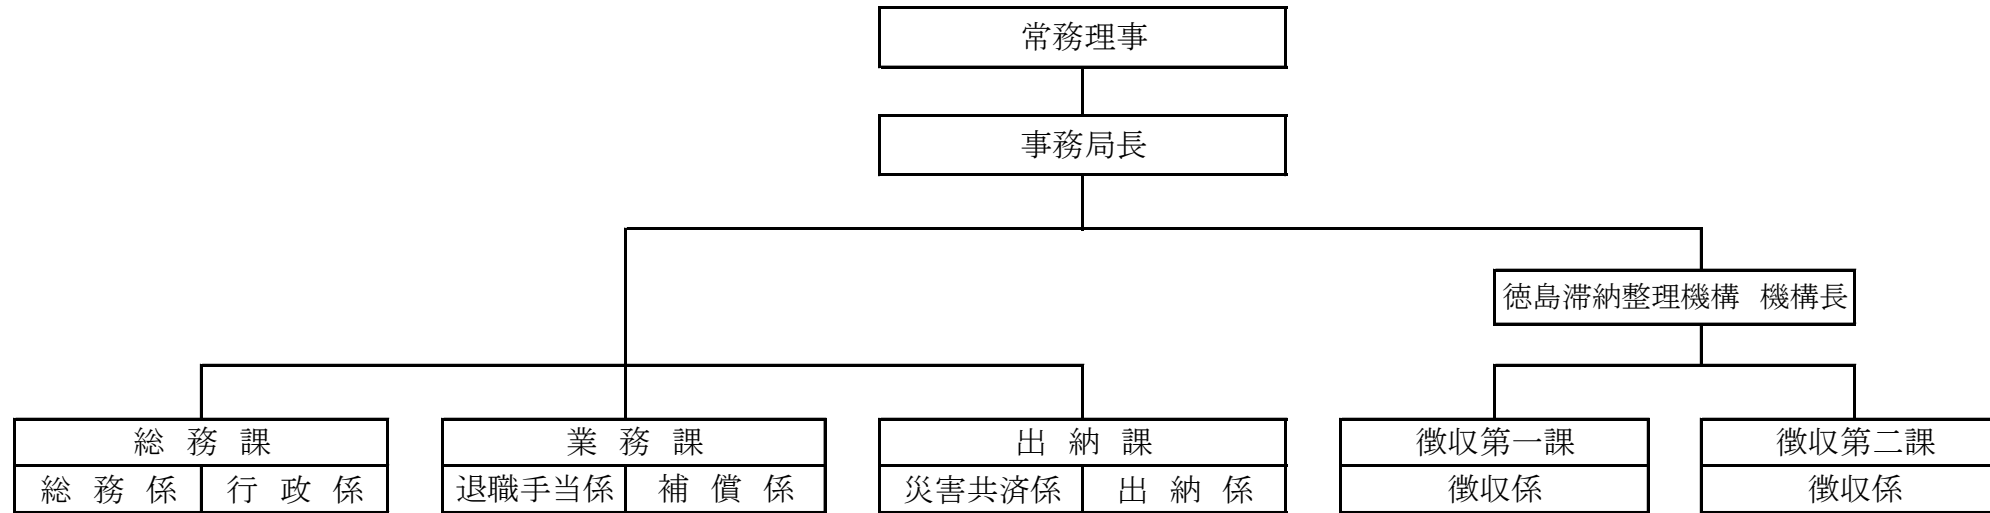 常務理事
事務局長
徳島滞納整理機構 機構長
総務課 業務課 出納課 徴収第一課 徴収第二課
総務係 行政係 退職手当係 補償係 災害共済係 出納係 徴収係 徴収係